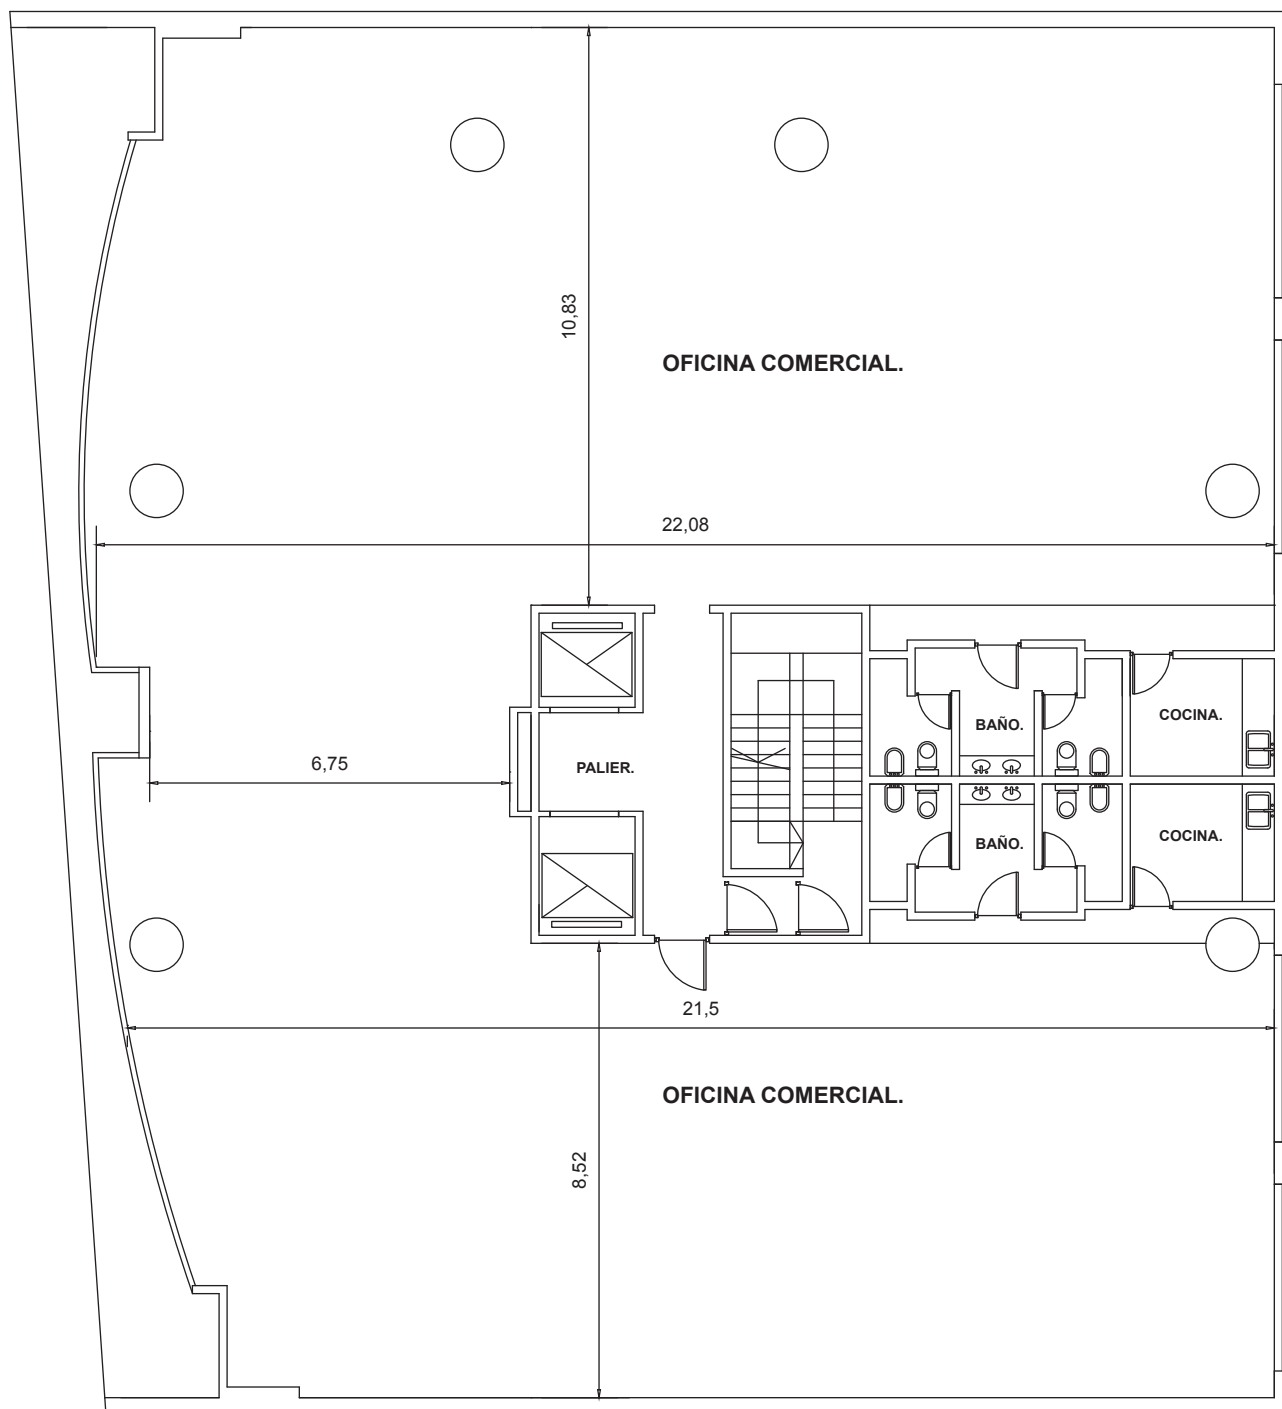 10,83
OFICINA COMERCIAL.
22,08
6,75
PALIER.
BAÑO.
COCINA.
BAÑO.
COCINA.
21,5
OFICINA COMERCIAL.
8,52